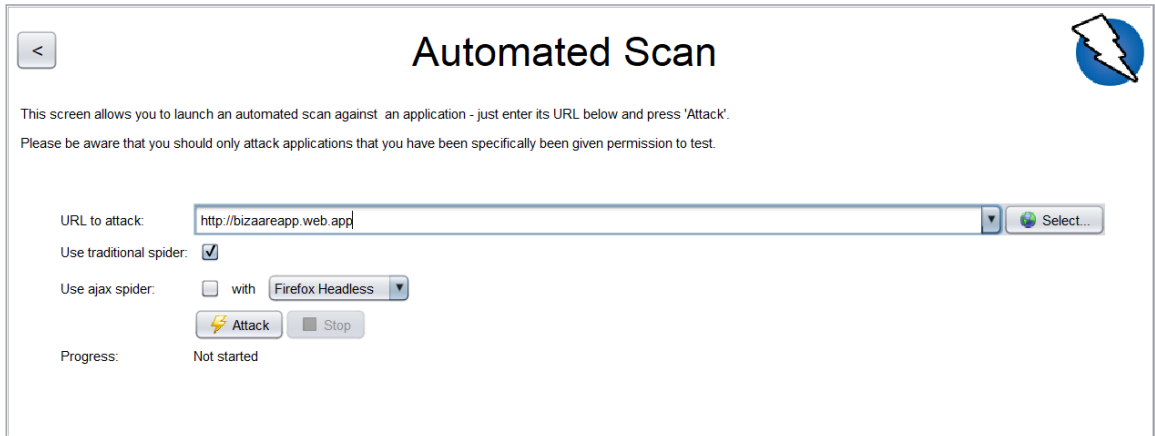 <
Automated Scan
This screen allows you to launch an automated scan against an application - just enter its URL below and press 'Attack'.
Please be aware that you should only attack applications that you have been specifically been given permission to test.
URL to attack: http://bizaareapp.web.app Select...
Use traditional spider:
Use ajax spider: with Firefox Headless
Attack Stop
Progress: Not started